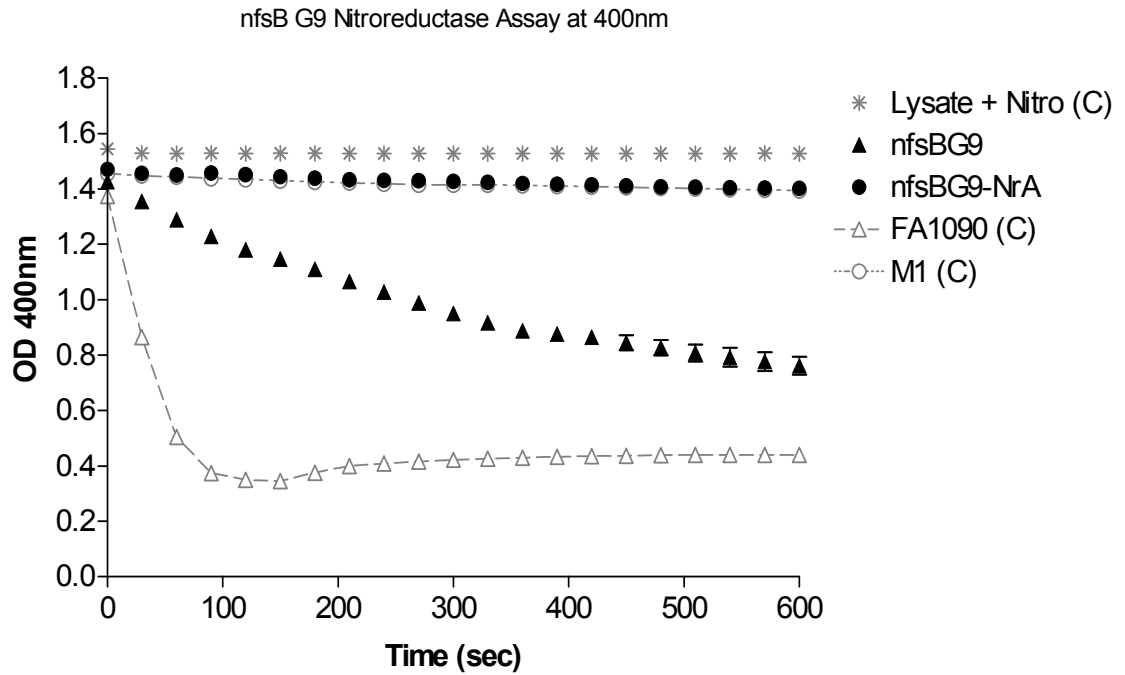 nfsB G9 Nitroreductase Assay at 400nm
1.8
1.6
1.4
1.2
1.0
0.8
0.6
0.4
0.2
0.0
OD 400nm
0 100 200 300 400 500 600
Time (sec)
Lysate + Nitro (C)
nfsBG9
nfsBG9-NrA
FA1090 (C)
M1 (C)